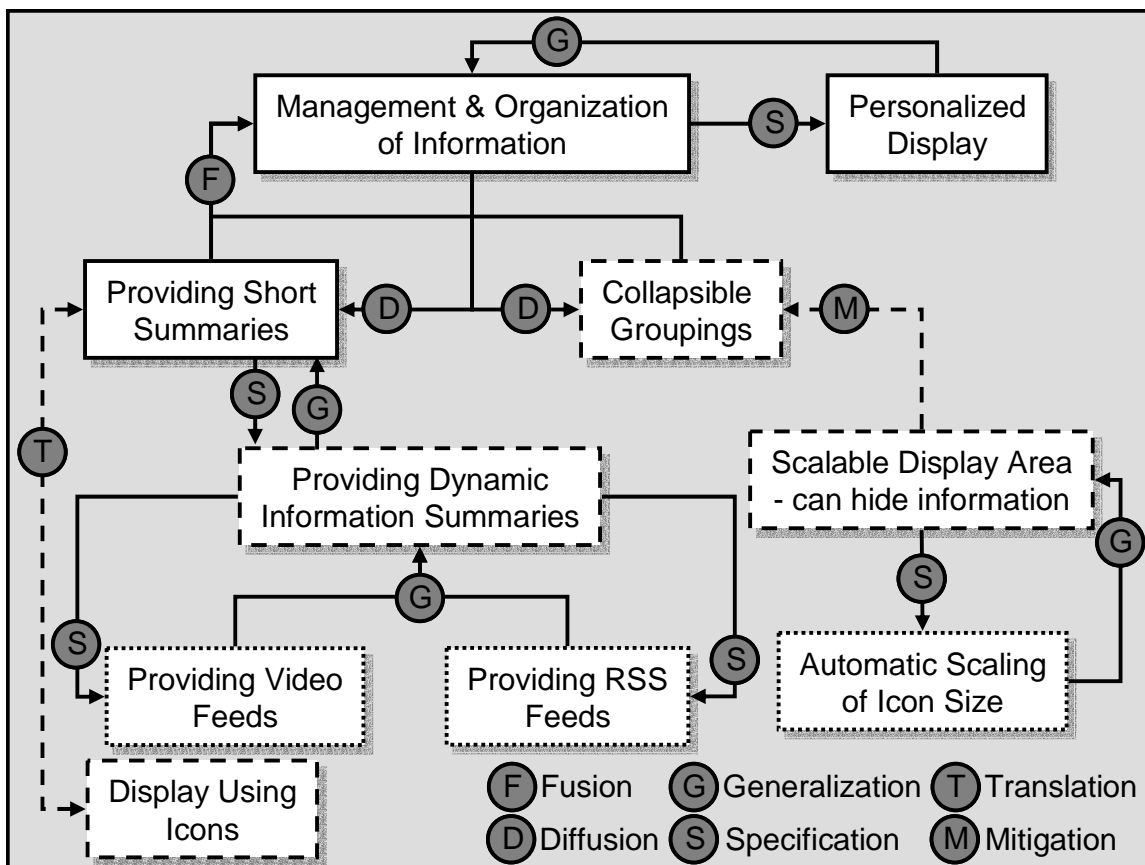 G
Management & Organization
of Information
S
Personalized
Display
F
Providing Short
Summaries
D
D
Collapsible
Groupings
M
S
G
T
Providing Dynamic
Information Summaries
Scalable Display Area
- can hide information
G
S
G
S
S
Providing Video
Feeds
Providing RSS
Feeds
Automatic Scaling
of Icon Size
Display Using
Icons
F Fusion G Generalization T Translation
D Diffusion S Specification M Mitigation